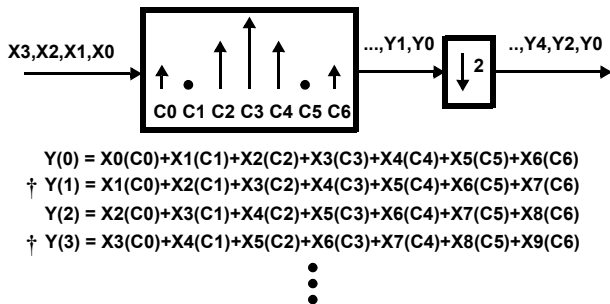 X3,X2,X1,X0
...,Y1,Y0
2
..,Y4,Y2,Y0
C0 C1 C2 C3 C4 C5 C6
Y(0) = X0(C0)+X1(C1)+X2(C2)+X3(C3)+X4(C4)+X5(C5)+X6(C6)
† Y(1) = X1(C0)+X2(C1)+X3(C2)+X4(C3)+X5(C4)+X6(C5)+X7(C6)
Y(2) = X2(C0)+X3(C1)+X4(C2)+X5(C3)+X6(C4)+X7(C5)+X8(C6)
† Y(3) = X3(C0)+X4(C1)+X5(C2)+X6(C3)+X7(C4)+X8(C5)+X9(C6)